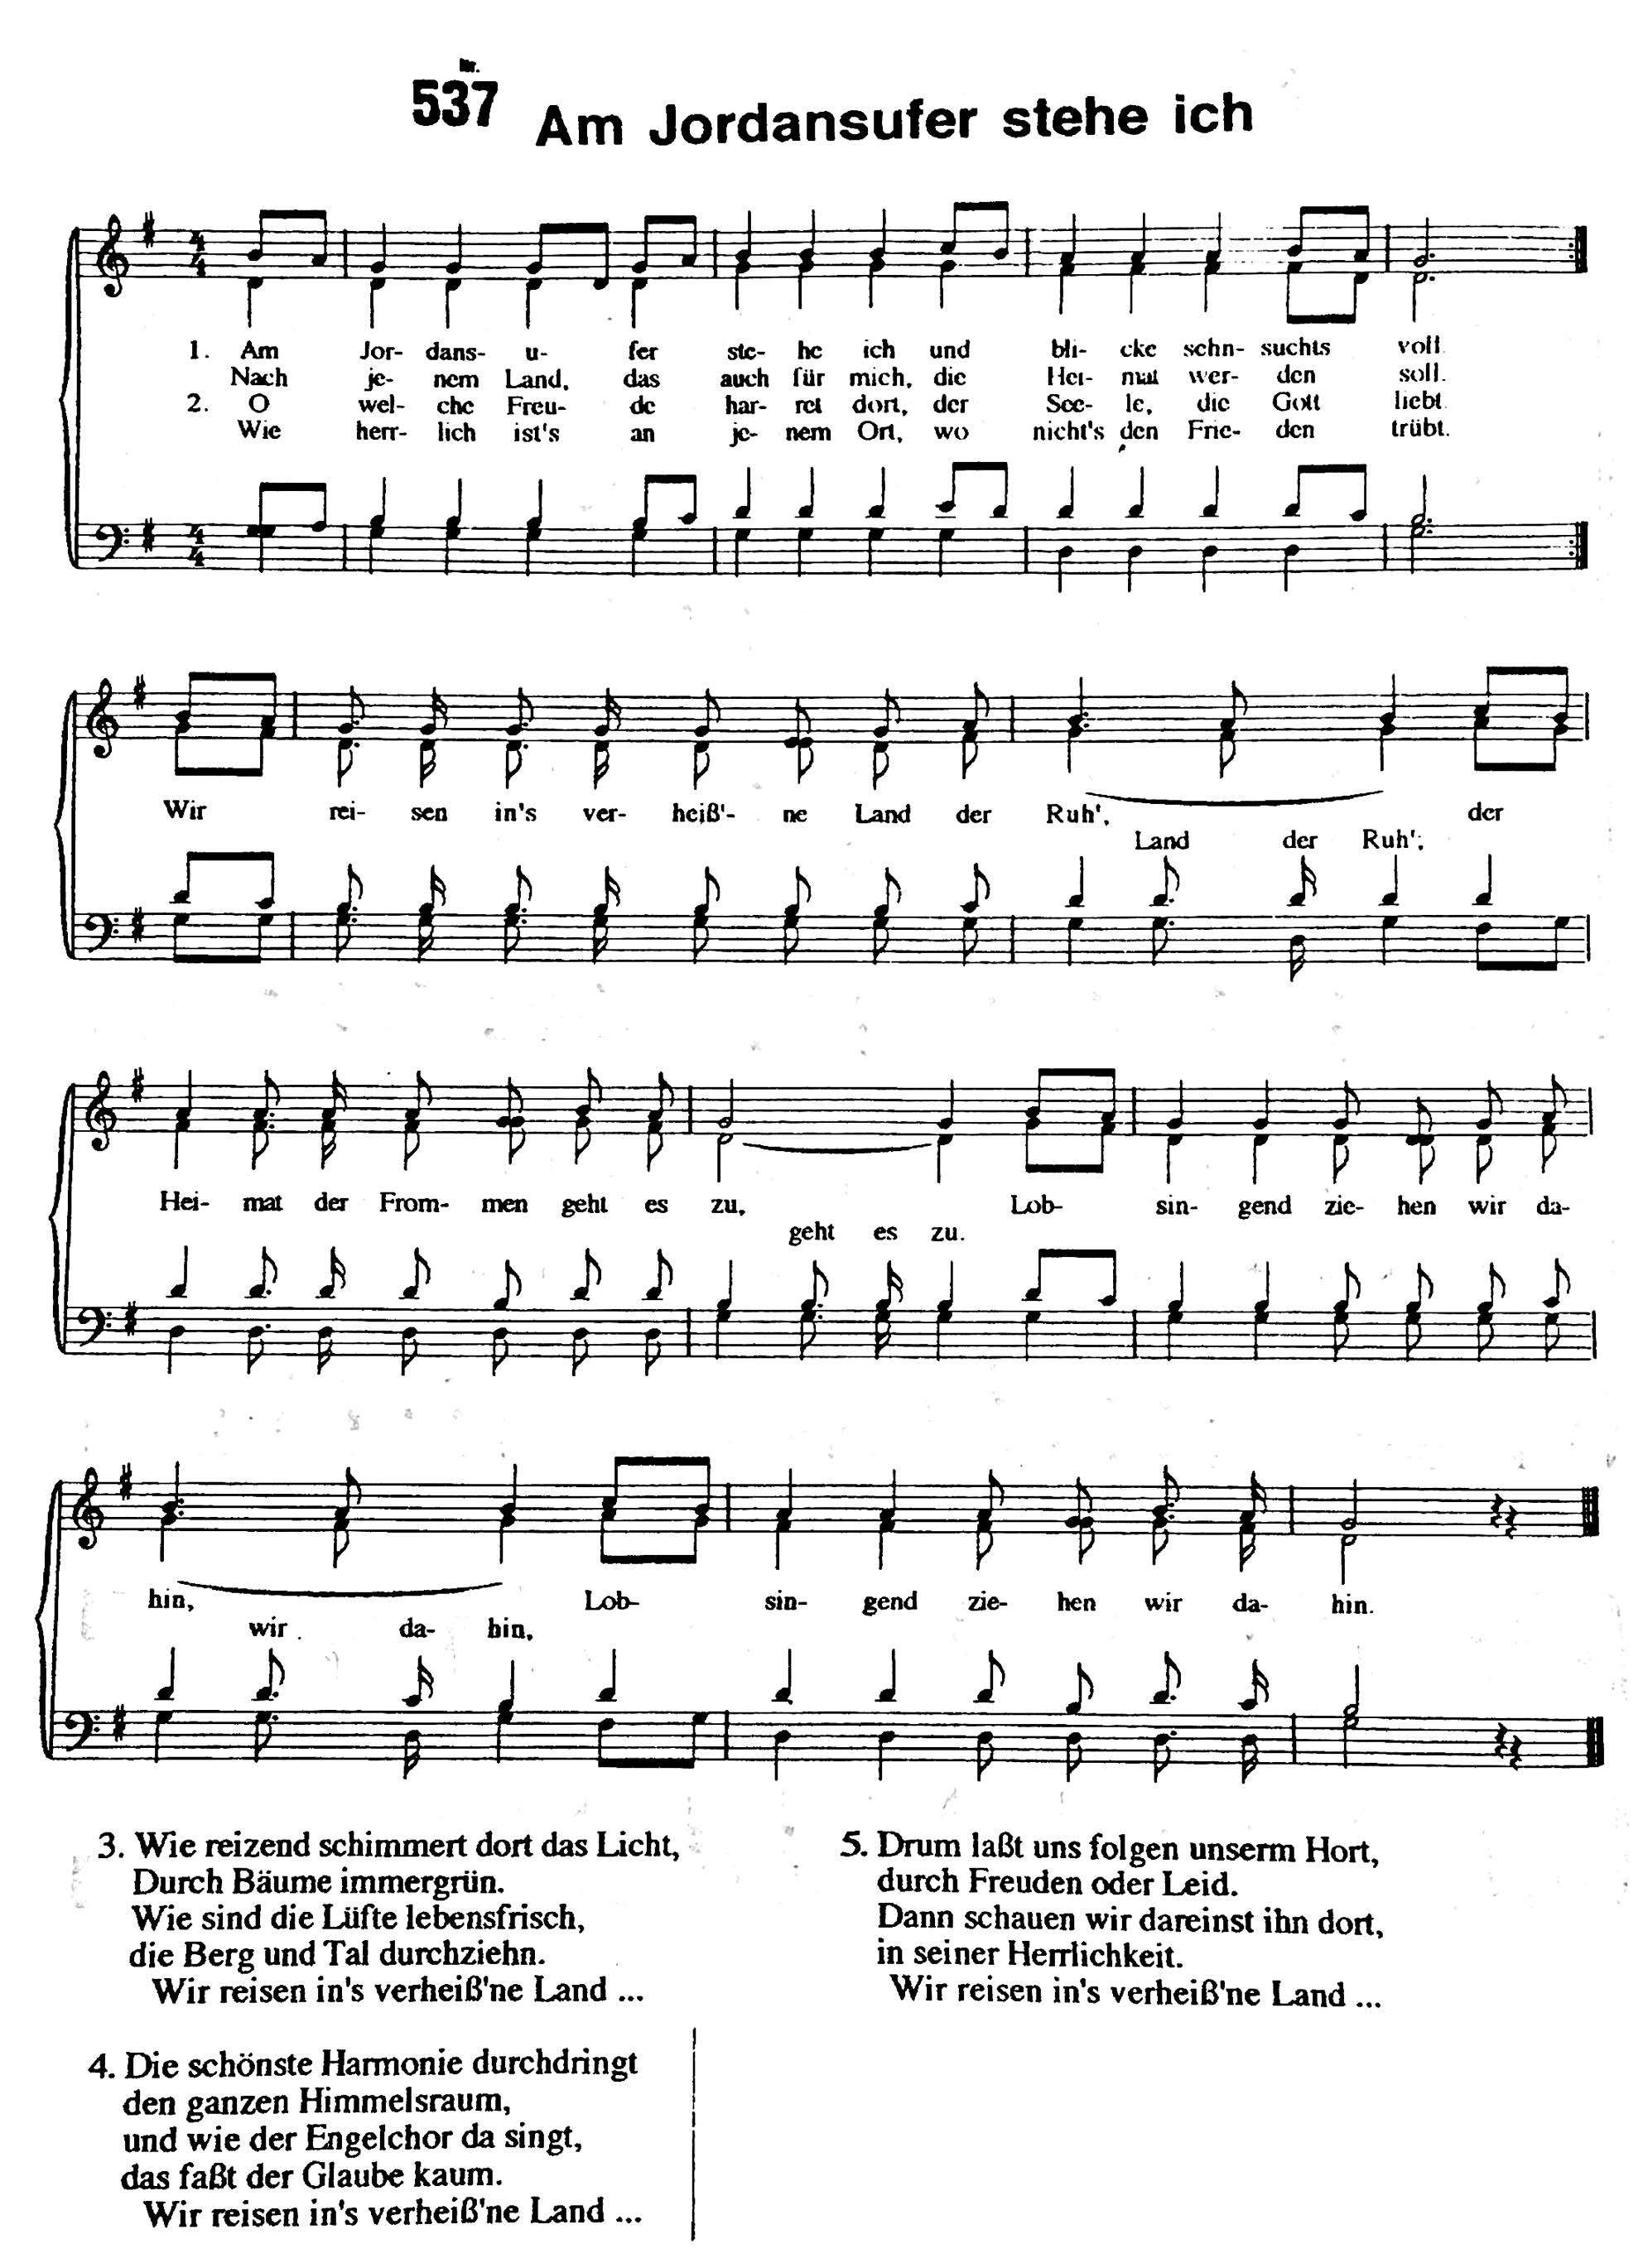 Nr.
537 Am Jordansufer stehe ich
1. Am Jor- dans- u- fer ste- he ich und bli- cke sehn- suchts voll.
Nach je- nem Land, das auch für mich, die Hei- mat wer- den soll.
2. O wel- che Freu- de har- ret dort, der See- le, die Gott liebt.
Wie herr- lich ist's an je- nem Ort, wo nicht's den Frie- den trübt.
Wir rei- sen in's ver- heiß'- ne Land der Ruh', der
Land der Ruh';
Hei- mat der From- men geht es zu, Lob- sin- gend zie- hen wir da-
geht es zu.
hin, Lob- sin- gend zie- hen wir da- hin.
wir da- hin,
3. Wie reizend schimmert dort das Licht,
Durch Bäume immergrün.
Wie sind die Lüfte lebensfrisch,
die Berg und Tal durchziehn.
Wir reisen in's verheiß'ne Land ...
4. Die schönste Harmonie durchdringt
den ganzen Himmelsraum,
und wie der Engelchor da singt,
das faßt der Glaube kaum.
Wir reisen in's verheiß'ne Land ...
5. Drum laßt uns folgen unserm Hort,
durch Freuden oder Leid.
Dann schauen wir dareinst ihn dort,
in seiner Herrlichkeit.
Wir reisen in's verheiß'ne Land ...